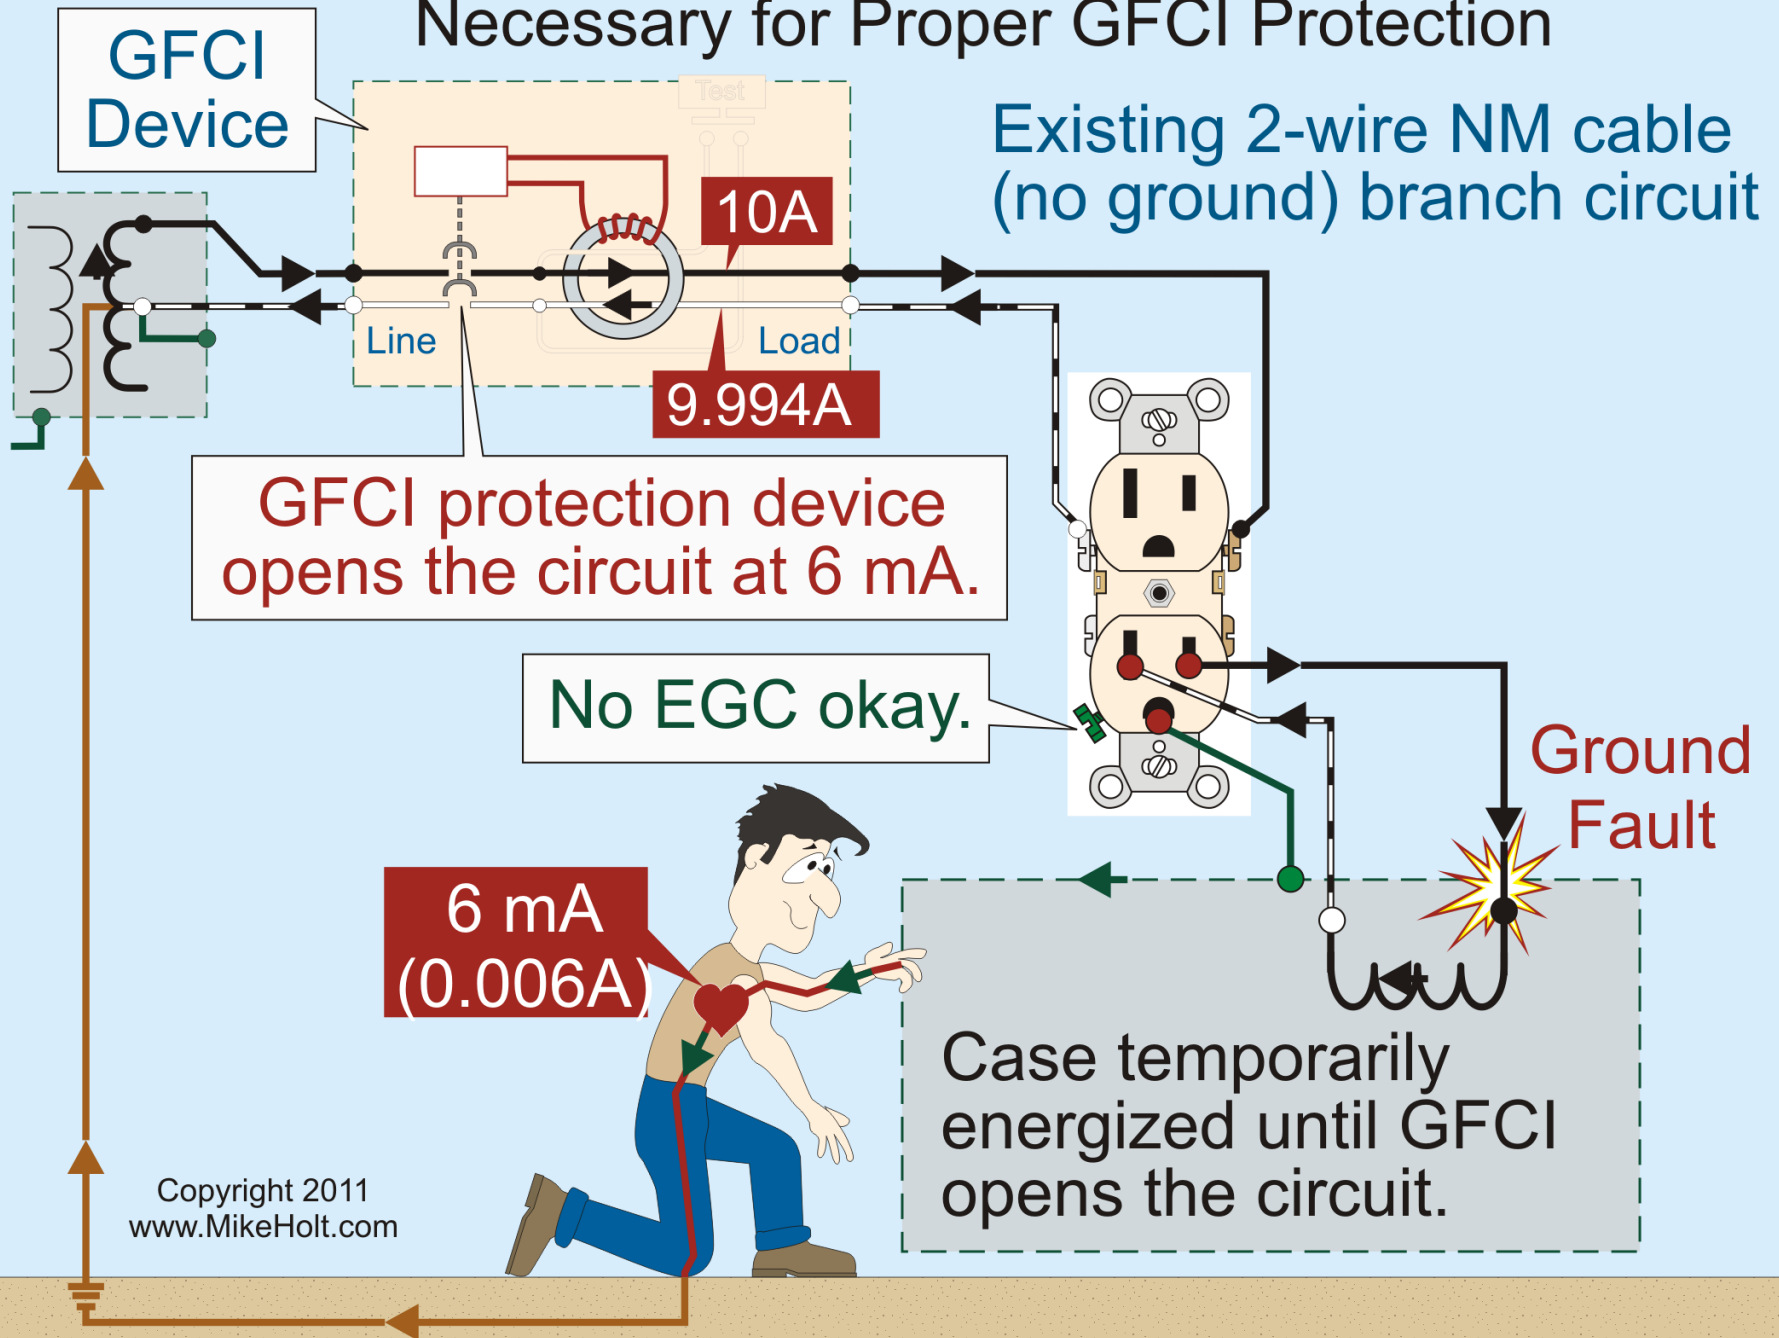 Necessary for Proper GFCI Protection
GFCI
Device
Test
Existing 2-wire NM cable
(no ground) branch circuit
10A
Line
Load
9.994A
GFCI protection device
opens the circuit at 6 mA.
No EGC okay.
Ground
Fault
6 mA
(0.006A)
Case temporarily
energized until GFCI
opens the circuit.
Copyright 2011
www.MikeHolt.com